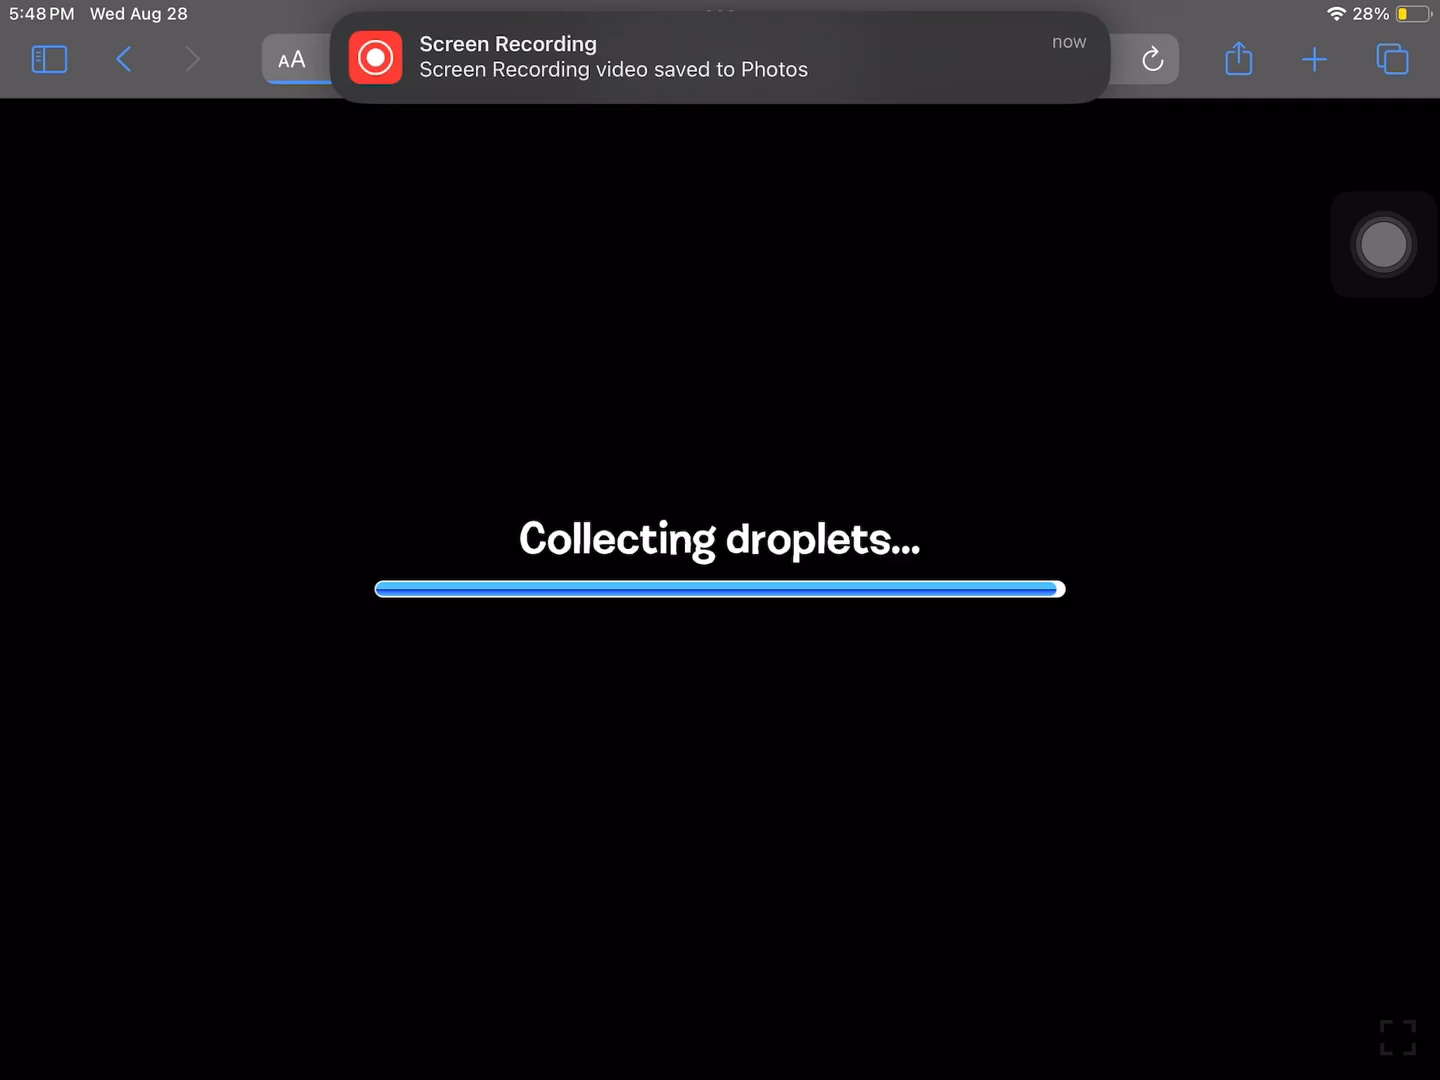 5:48 PM Wed Aug 28
28%
AA
Screen Recording
now
Screen Recording video saved to Photos
Collecting droplets...